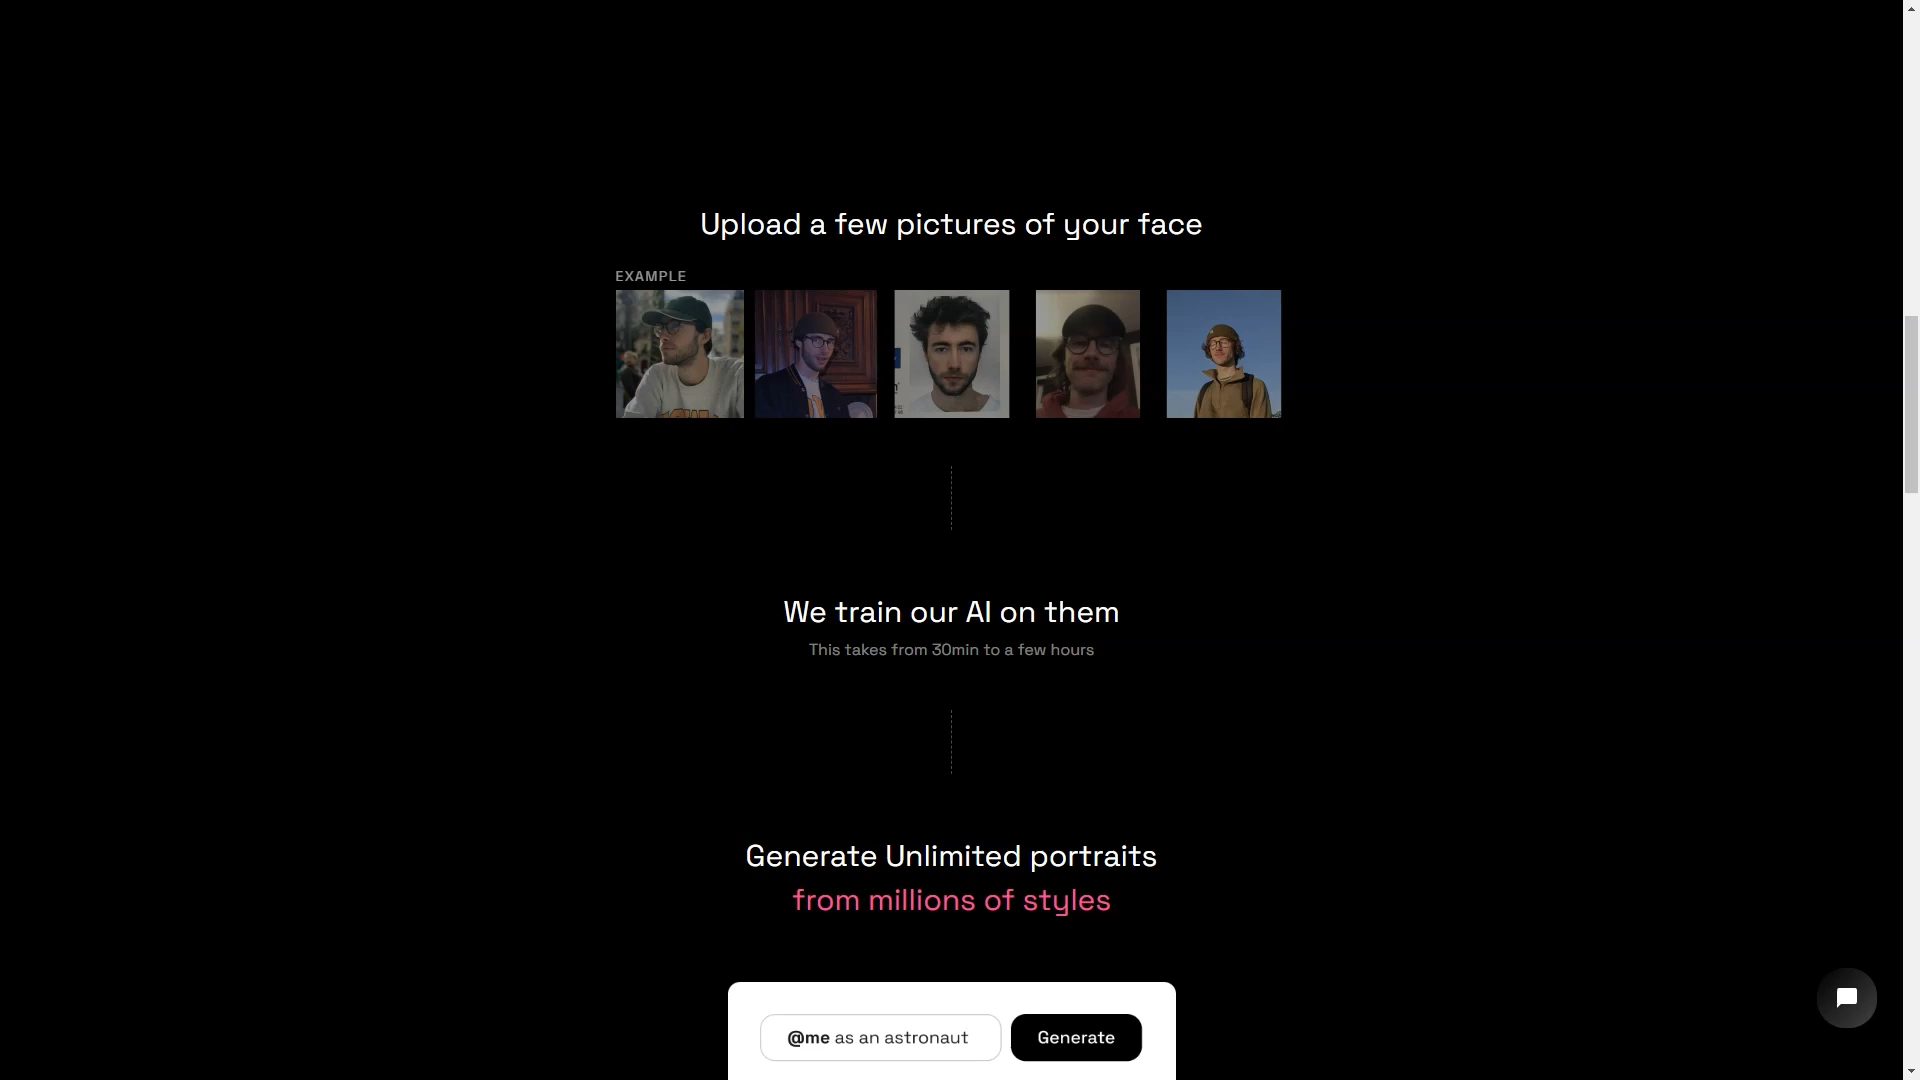 Upload a few pictures of your face
EXAMPLE
We train our AI on them
This takes from 30min to a few hours
Generate Unlimited portraits
from millions of styles
@me as an astronaut
Generate